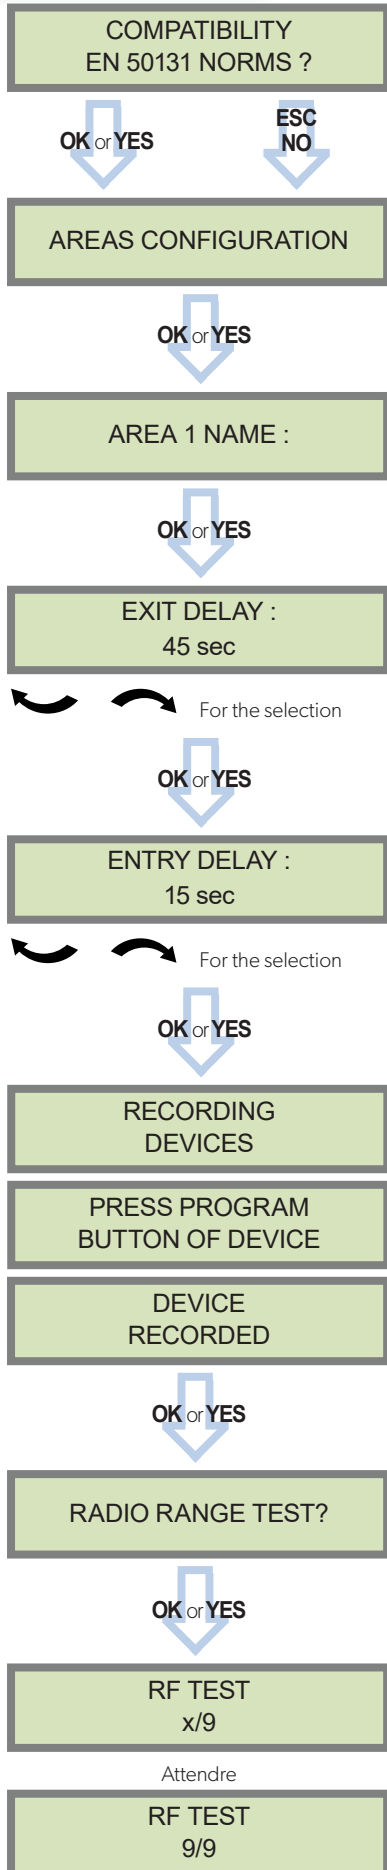 COMPATIBILITY
EN 50131 NORMS ?
OK or YES
ESC
NO
AREAS CONFIGURATION
OK or YES
AREA 1 NAME :
OK or YES
EXIT DELAY :
45 sec
For the selection
OK or YES
ENTRY DELAY :
15 sec
For the selection
OK or YES
RECORDING
DEVICES
PRESS PROGRAM
BUTTON OF DEVICE
DEVICE
RECORDED
OK or YES
RADIO RANGE TEST?
OK or YES
RF TEST
x/9
Attendre
RF TEST
9/9